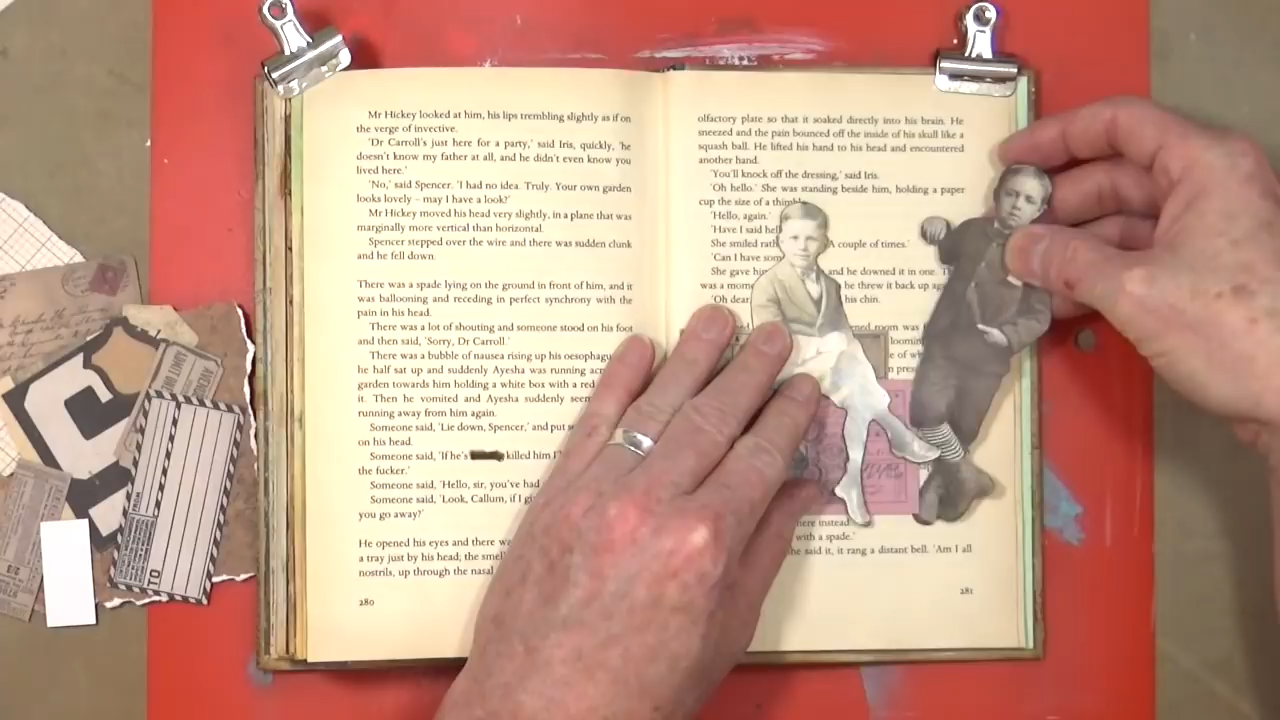 Mr Hickey looked at him, his lips trembling slightly as if on
the verge of invective.
'Dr Carroll's just here for a party,' said Iris, quickly, 'he
doesn't know my father at all, and he didn't even know you
lived here.'
'No,' said Spencer. 'I had no idea. Truly. Your own garden
looks lovely – may I have a look?'
Mr Hickey moved his head very slightly, in a plane that was
marginally more vertical than horizontal.
Spencer stepped over the wire and there was sudden clunk
and he fell down.
There was a spade lying on the ground in front of him, and it
was ballooning and receding in perfect synchrony with the
pain in his head.
There was a lot of shouting and someone stood on his foot
and then said, 'Sorry, Dr Carroll.'
There was a bubble of nausea rising up his
he half sat up and suddenly Ayesha was running
garden towards him holding a white box with a red
it. Then he vomited and Ayesha suddenly
running away from him again.
Someone said, 'Lie down, Spencer,' and put
on his head.
Someone said, 'If he's killed him
the fucker.'
Someone said, 'Hello, sir, you've had
Someone said, 'Look, Callum, if I
you go away?'
He opened his eyes and there
a tray just by his head; the
nostrils, up through the nasal
280
olfactory plate so that it soaked directly into his brain. He
sneezed and the pain bounced off the inside of his skull like a
squash ball. He lifted his hand to his head and encountered
another hand.
'You'll knock off the dressing,' said Iris.
'Oh hello.' She was standing beside him, holding a paper
cup the size of a thimble.
'Hello, again.'
'Have I said
She smiled A couple of times.'
'Can I have
She gave and he downed it in one.
was a he threw it back up
'Oh dear his chin.
room was
of
here instead.
with a spade.'
he said it, it rang a distant bell. 'Am I all
281
ADMIT ONE
TO
FROM